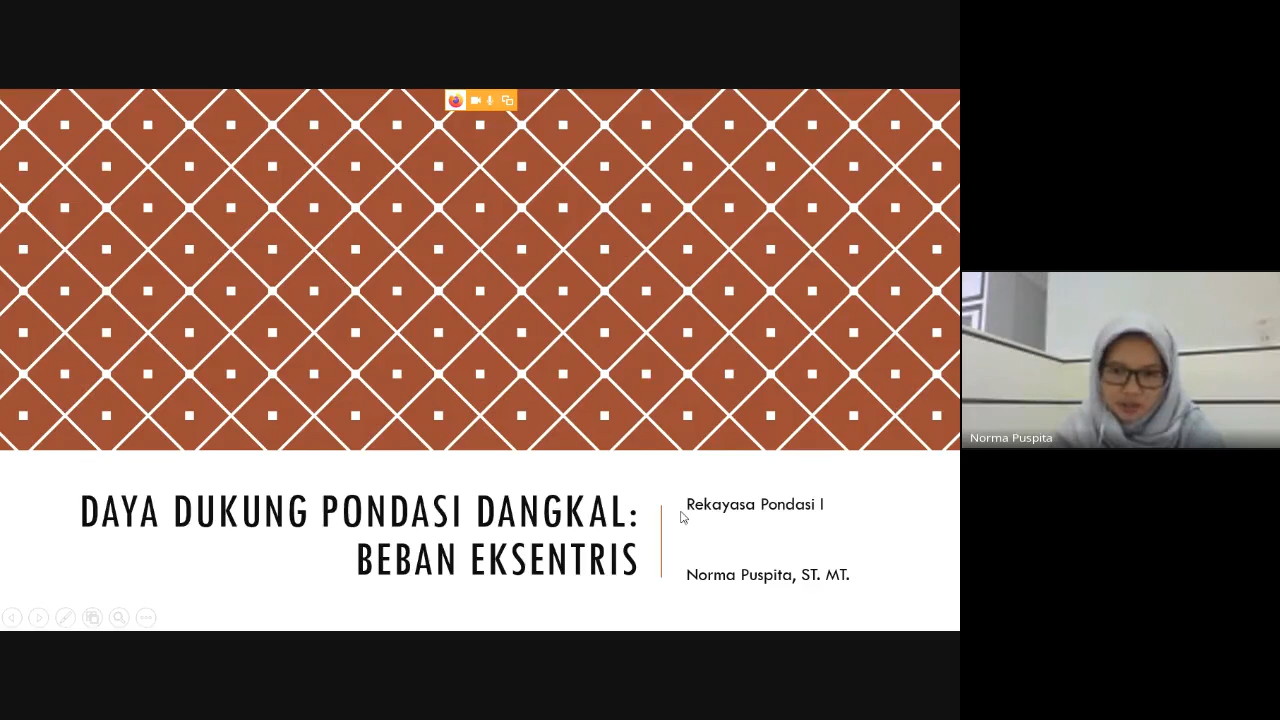 DAYA DUKUNG PONDASI DANGKAL:
BEBAN EKSENTRIS
Rekayasa Pondasi I
Norma Puspita, ST. MT.
Norma Puspita